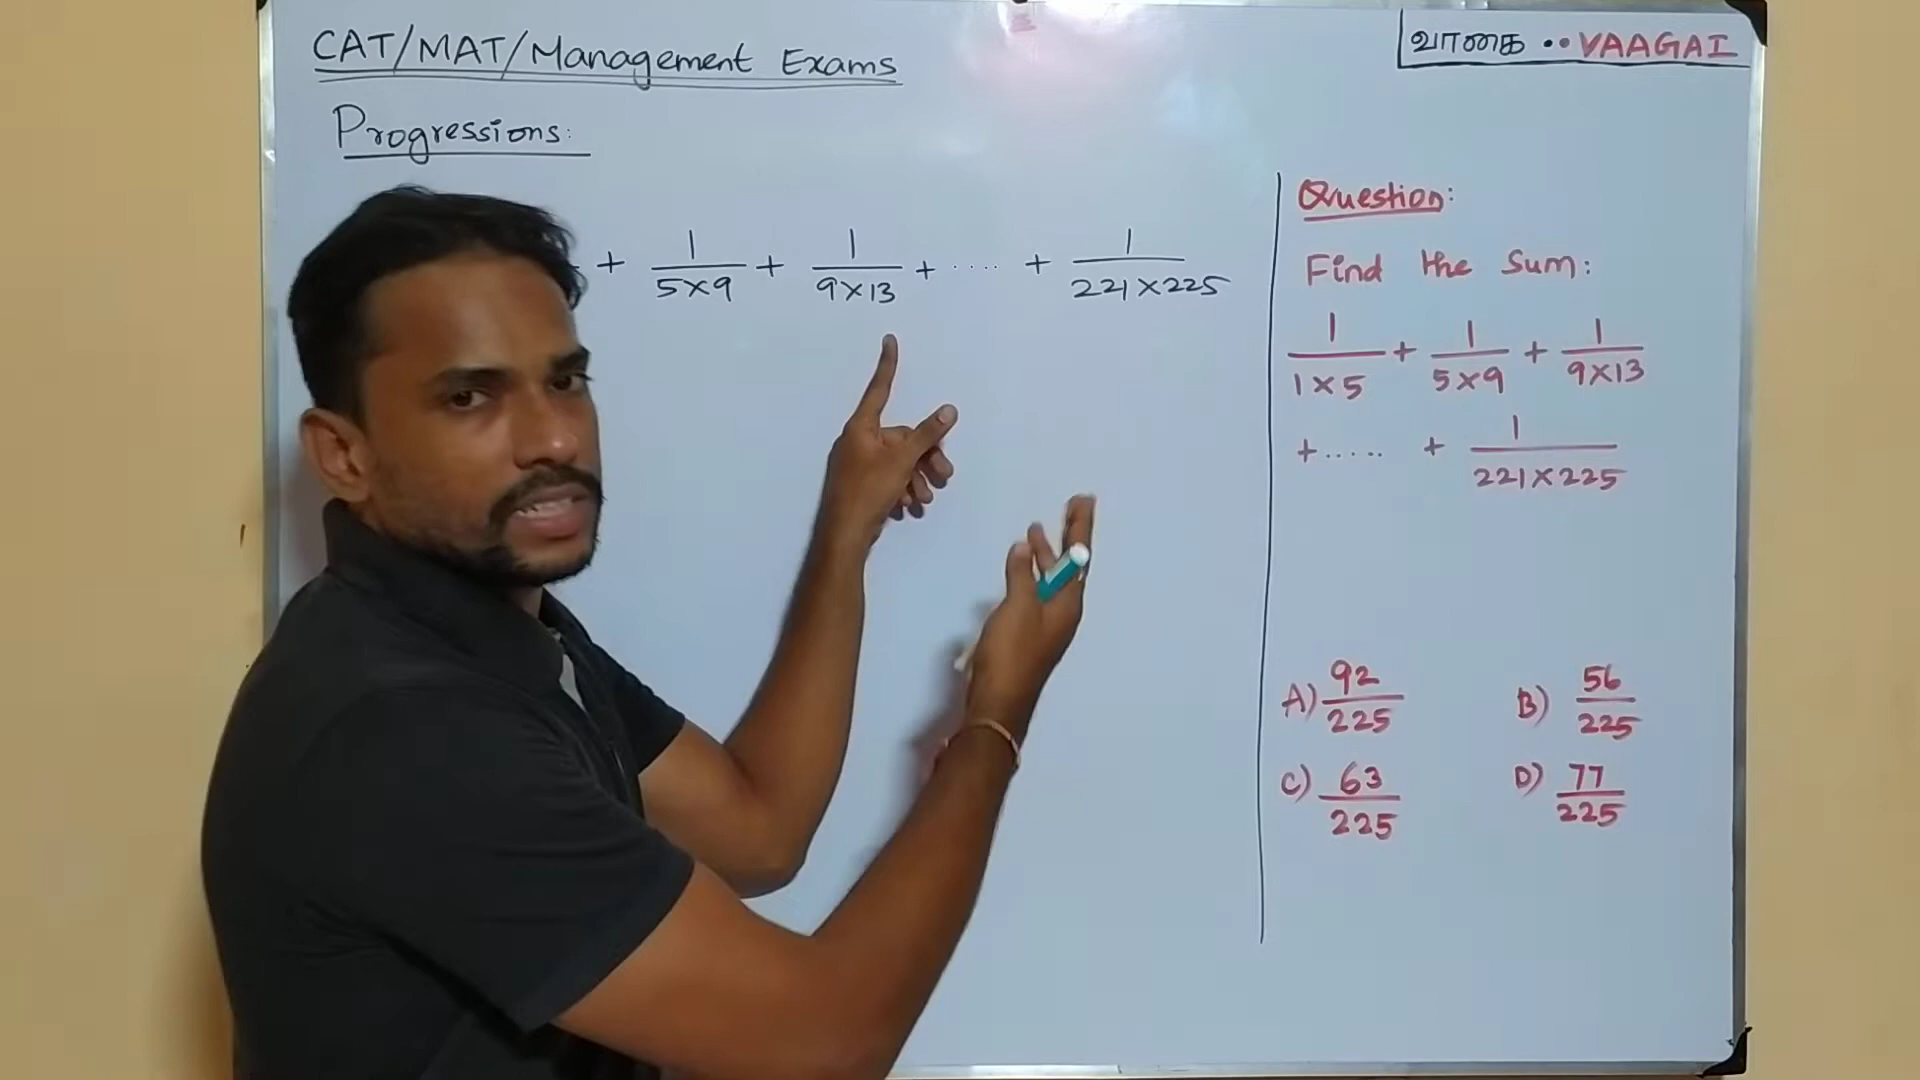 CAT/MAT/Management Exams
வாகை ..VAAGAI
Progressions:
+ 1/5×9 + 1/9×13 + .... + 1/221×225
Question:
Find the Sum:
1/1×5 + 1/5×9 + 1/9×13
+ ..... + 1/221×225
A) 92/225 B) 56/225
C) 63/225 D) 77/225